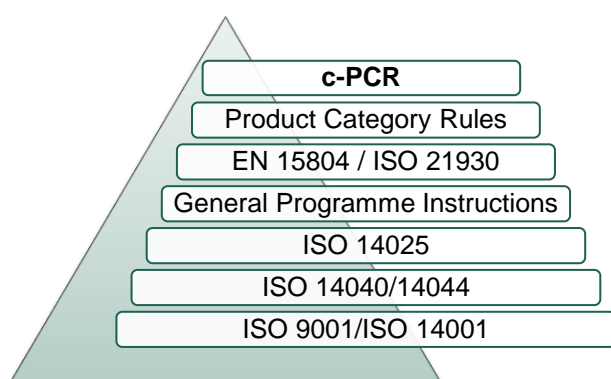 c-PCR
Product Category Rules
EN 15804 / ISO 21930
General Programme Instructions
ISO 14025
ISO 14040/14044
ISO 9001/ISO 14001